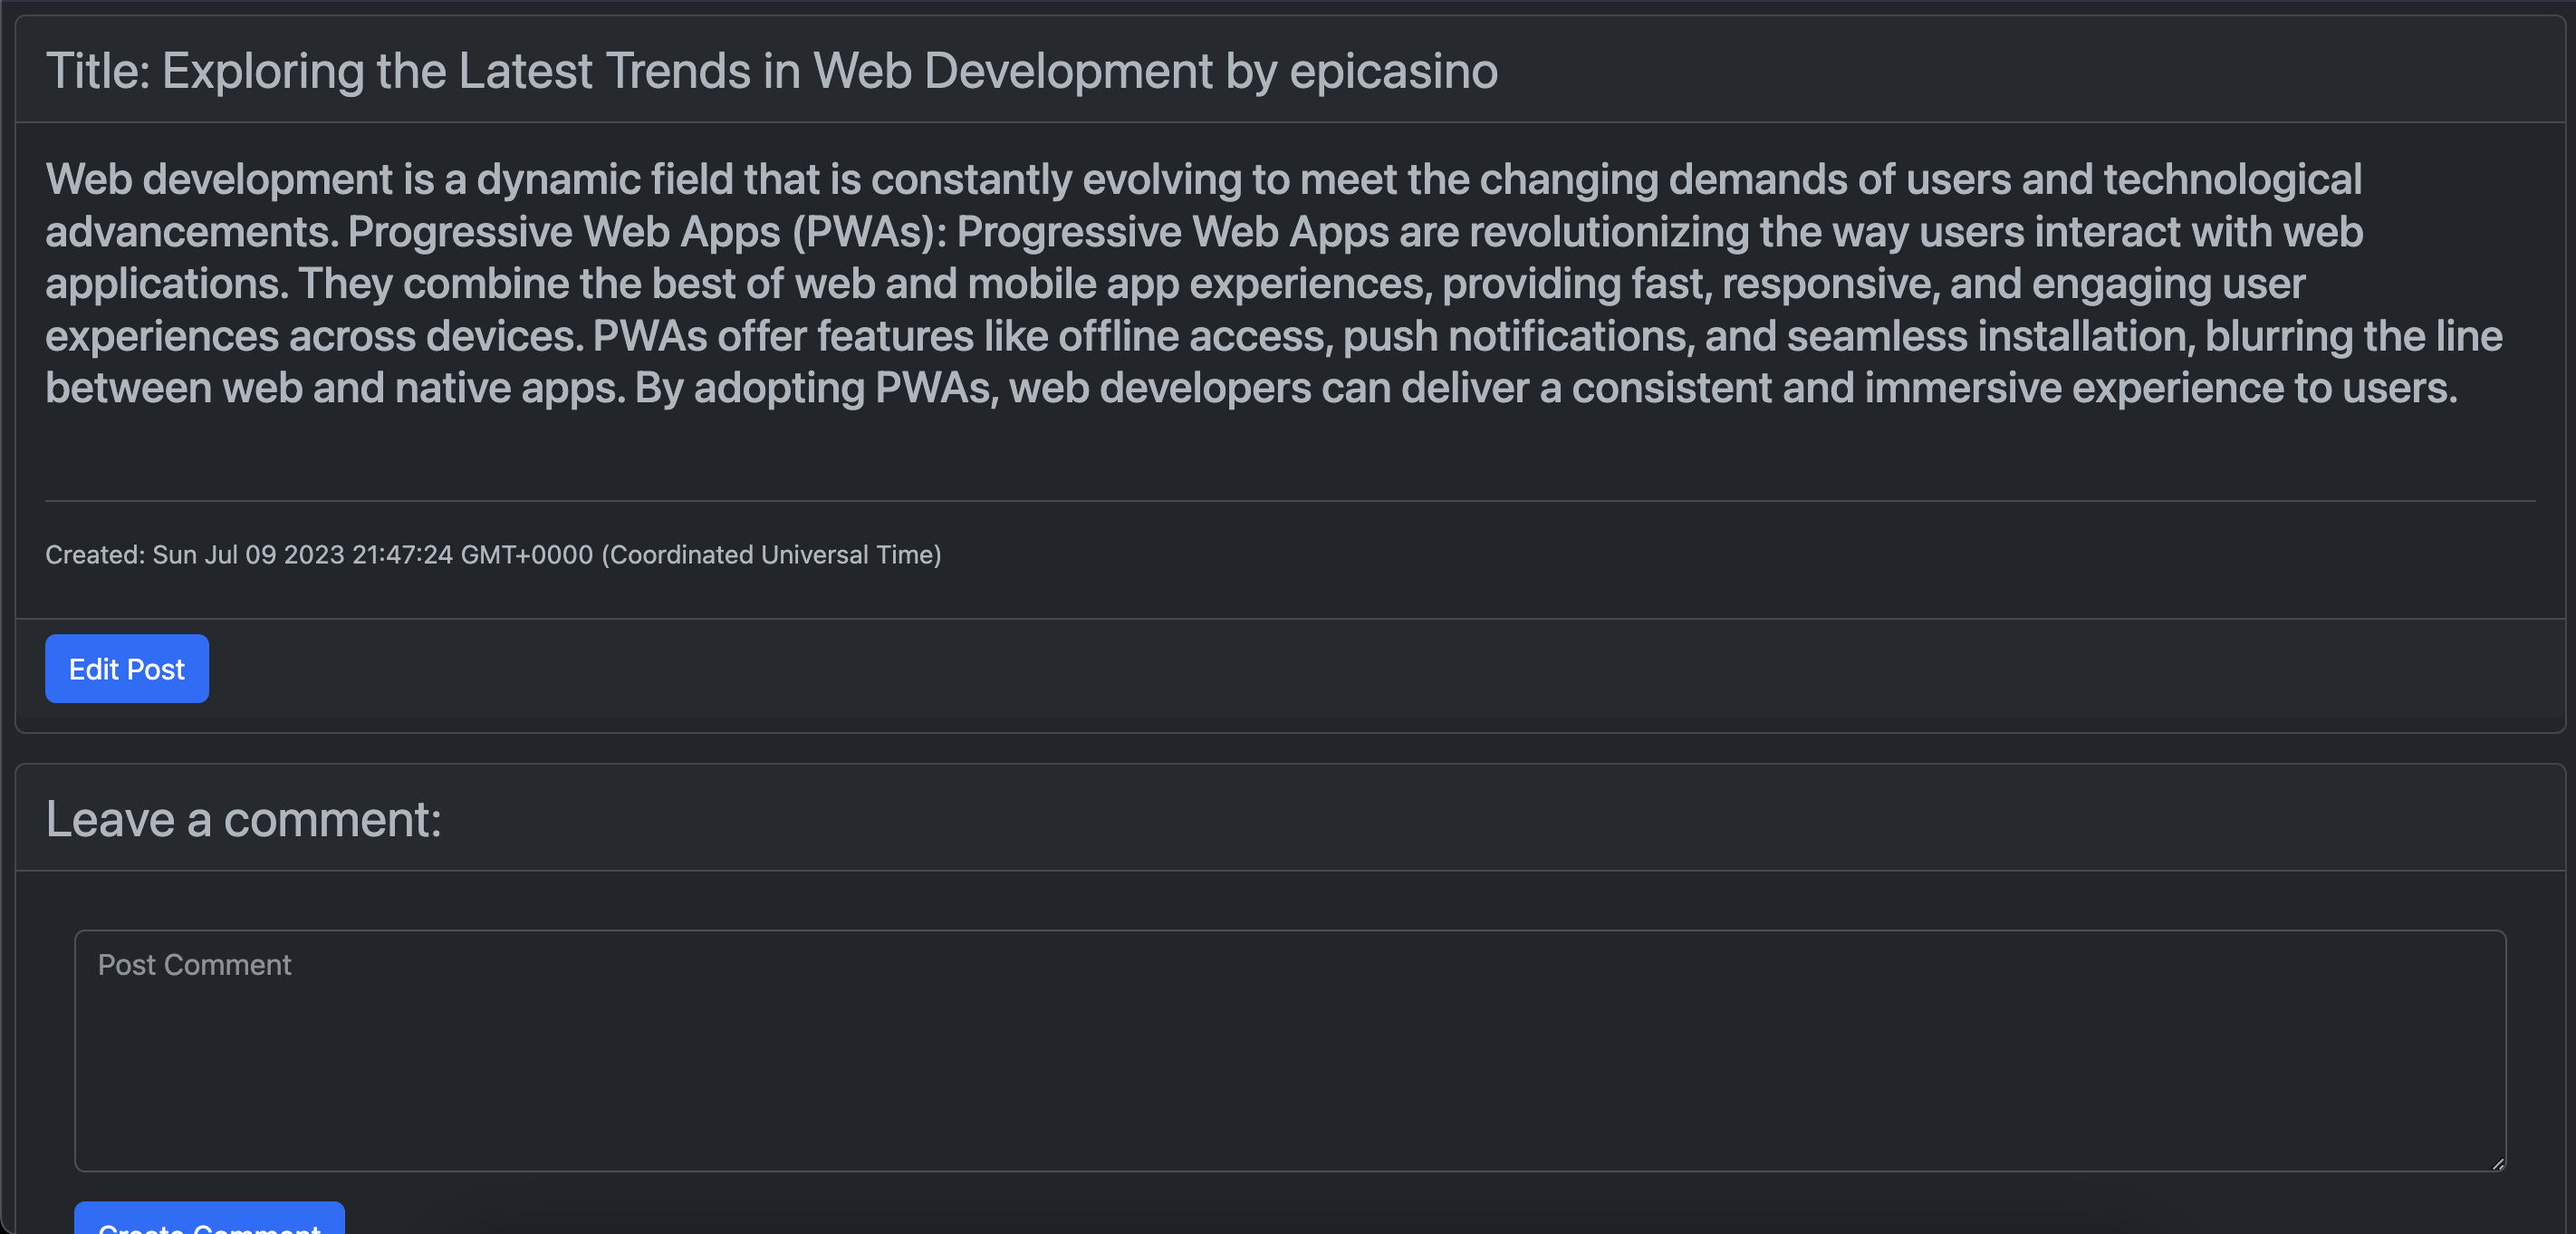 Title: Exploring the Latest Trends in Web Development by epicasino
Web development is a dynamic field that is constantly evolving to meet the changing demands of users and technological
advancements. Progressive Web Apps (PWAs): Progressive Web Apps are revolutionizing the way users interact with web
applications. They combine the best of web and mobile app experiences, providing fast, responsive, and engaging user
experiences across devices. PWAs offer features like offline access, push notifications, and seamless installation, blurring the line
between web and native apps. By adopting PWAs, web developers can deliver a consistent and immersive experience to users.
Created: Sun Jul 09 2023 21:47:24 GMT+0000 (Coordinated Universal Time)
Edit Post
Leave a comment:
Post Comment
Create Comment